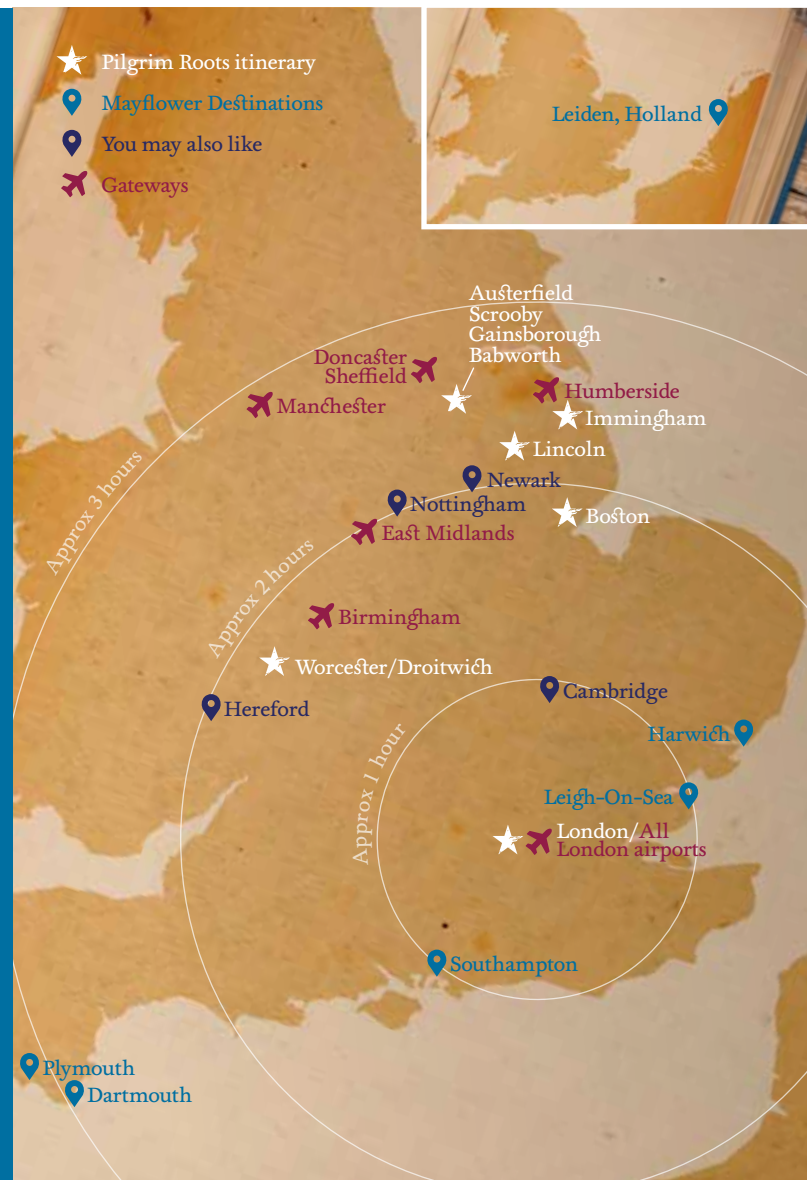 Pilgrim Roots itinerary
Mayflower Destinations
You may also like
Gateways
Leiden, Holland
Austerfield
Scrooby
Gainsborough
Babworth
Doncaster
Sheffield
Manchester
Humberside
Immingham
Lincoln
Newark
Nottingham
Boston
East Midlands
Approx 3 hours
Approx 2 hours
Birmingham
Worcester/Droitwich
Hereford
Cambridge
Harwich
Approx 1 hour
Leigh-On-Sea
London/All
London airports
Southampton
Plymouth
Dartmouth